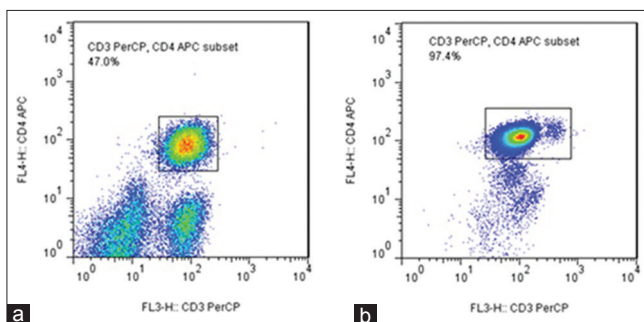 CD3 PerCP, CD4 APC subset
47.0%
FL4-H:: CD4 APC
10⁴
10³
10²
10¹
10⁰
10⁰ 10¹ 10² 10³ 10⁴
FL3-H:: CD3 PerCP
a
CD3 PerCP, CD4 APC subset
97.4%
FL4-H:: CD4 APC
10⁴
10³
10²
10¹
10⁰
10⁰ 10¹ 10² 10³ 10⁴
FL3-H:: CD3 PerCP
b